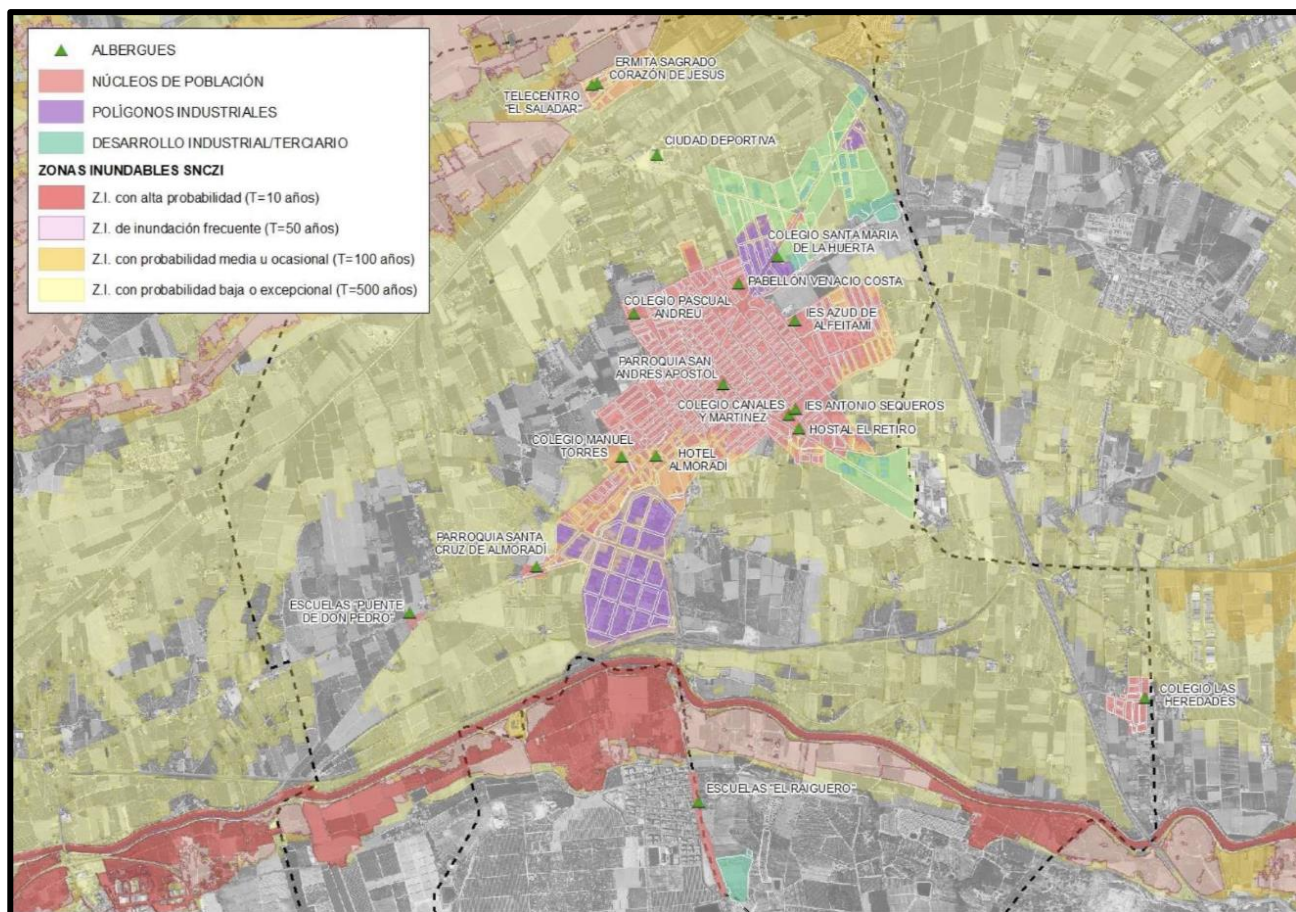 ALBERGUES
NÚCLEOS DE POBLACIÓN
POLÌGONOS INDUSTRIALES
DESARROLLO INDUSTRIAL/TERCIARIO
ZONAS INUNDABLES SNCZI
Z.I. con alta probabilidad (T=10 años)
Z.I. de inundación frecuente (T=50 años)
Z.I. con probabilidad media u ocasional (T=100 años)
Z.I. con probabilidad baja o excepcional (T=500 años)
ERMITA SAGRADO
CORAZÓN DE JESUS
TELECENTRO
"EL SALADAR"
CIUDAD DEPORTIVA
COLEGIO SANTA MARIA
DE LA HUERTA
PABELLÓN VENACIO COSTA
COLEGIO PASCUAL
ANDREU
IES AZUD DE
ALFEITAMÍ
PARROQUIA SAN
ANDRES APOSTOL
COLEGIO CANALES
Y MARTINEZ
IES ANTONIO SEQUEROS
HOSTAL EL RETIRO
COLEGIO MANUEL
TORRES
HOTEL
ALMORADÍ
PARROQUIA SANTA
CRUZ DE ALMORADÍ
ESCUELAS "PUENTE
DE DON PEDRO"
COLEGIO LAS
HEREDADES
ESCUELAS "EL RAIGUERO"